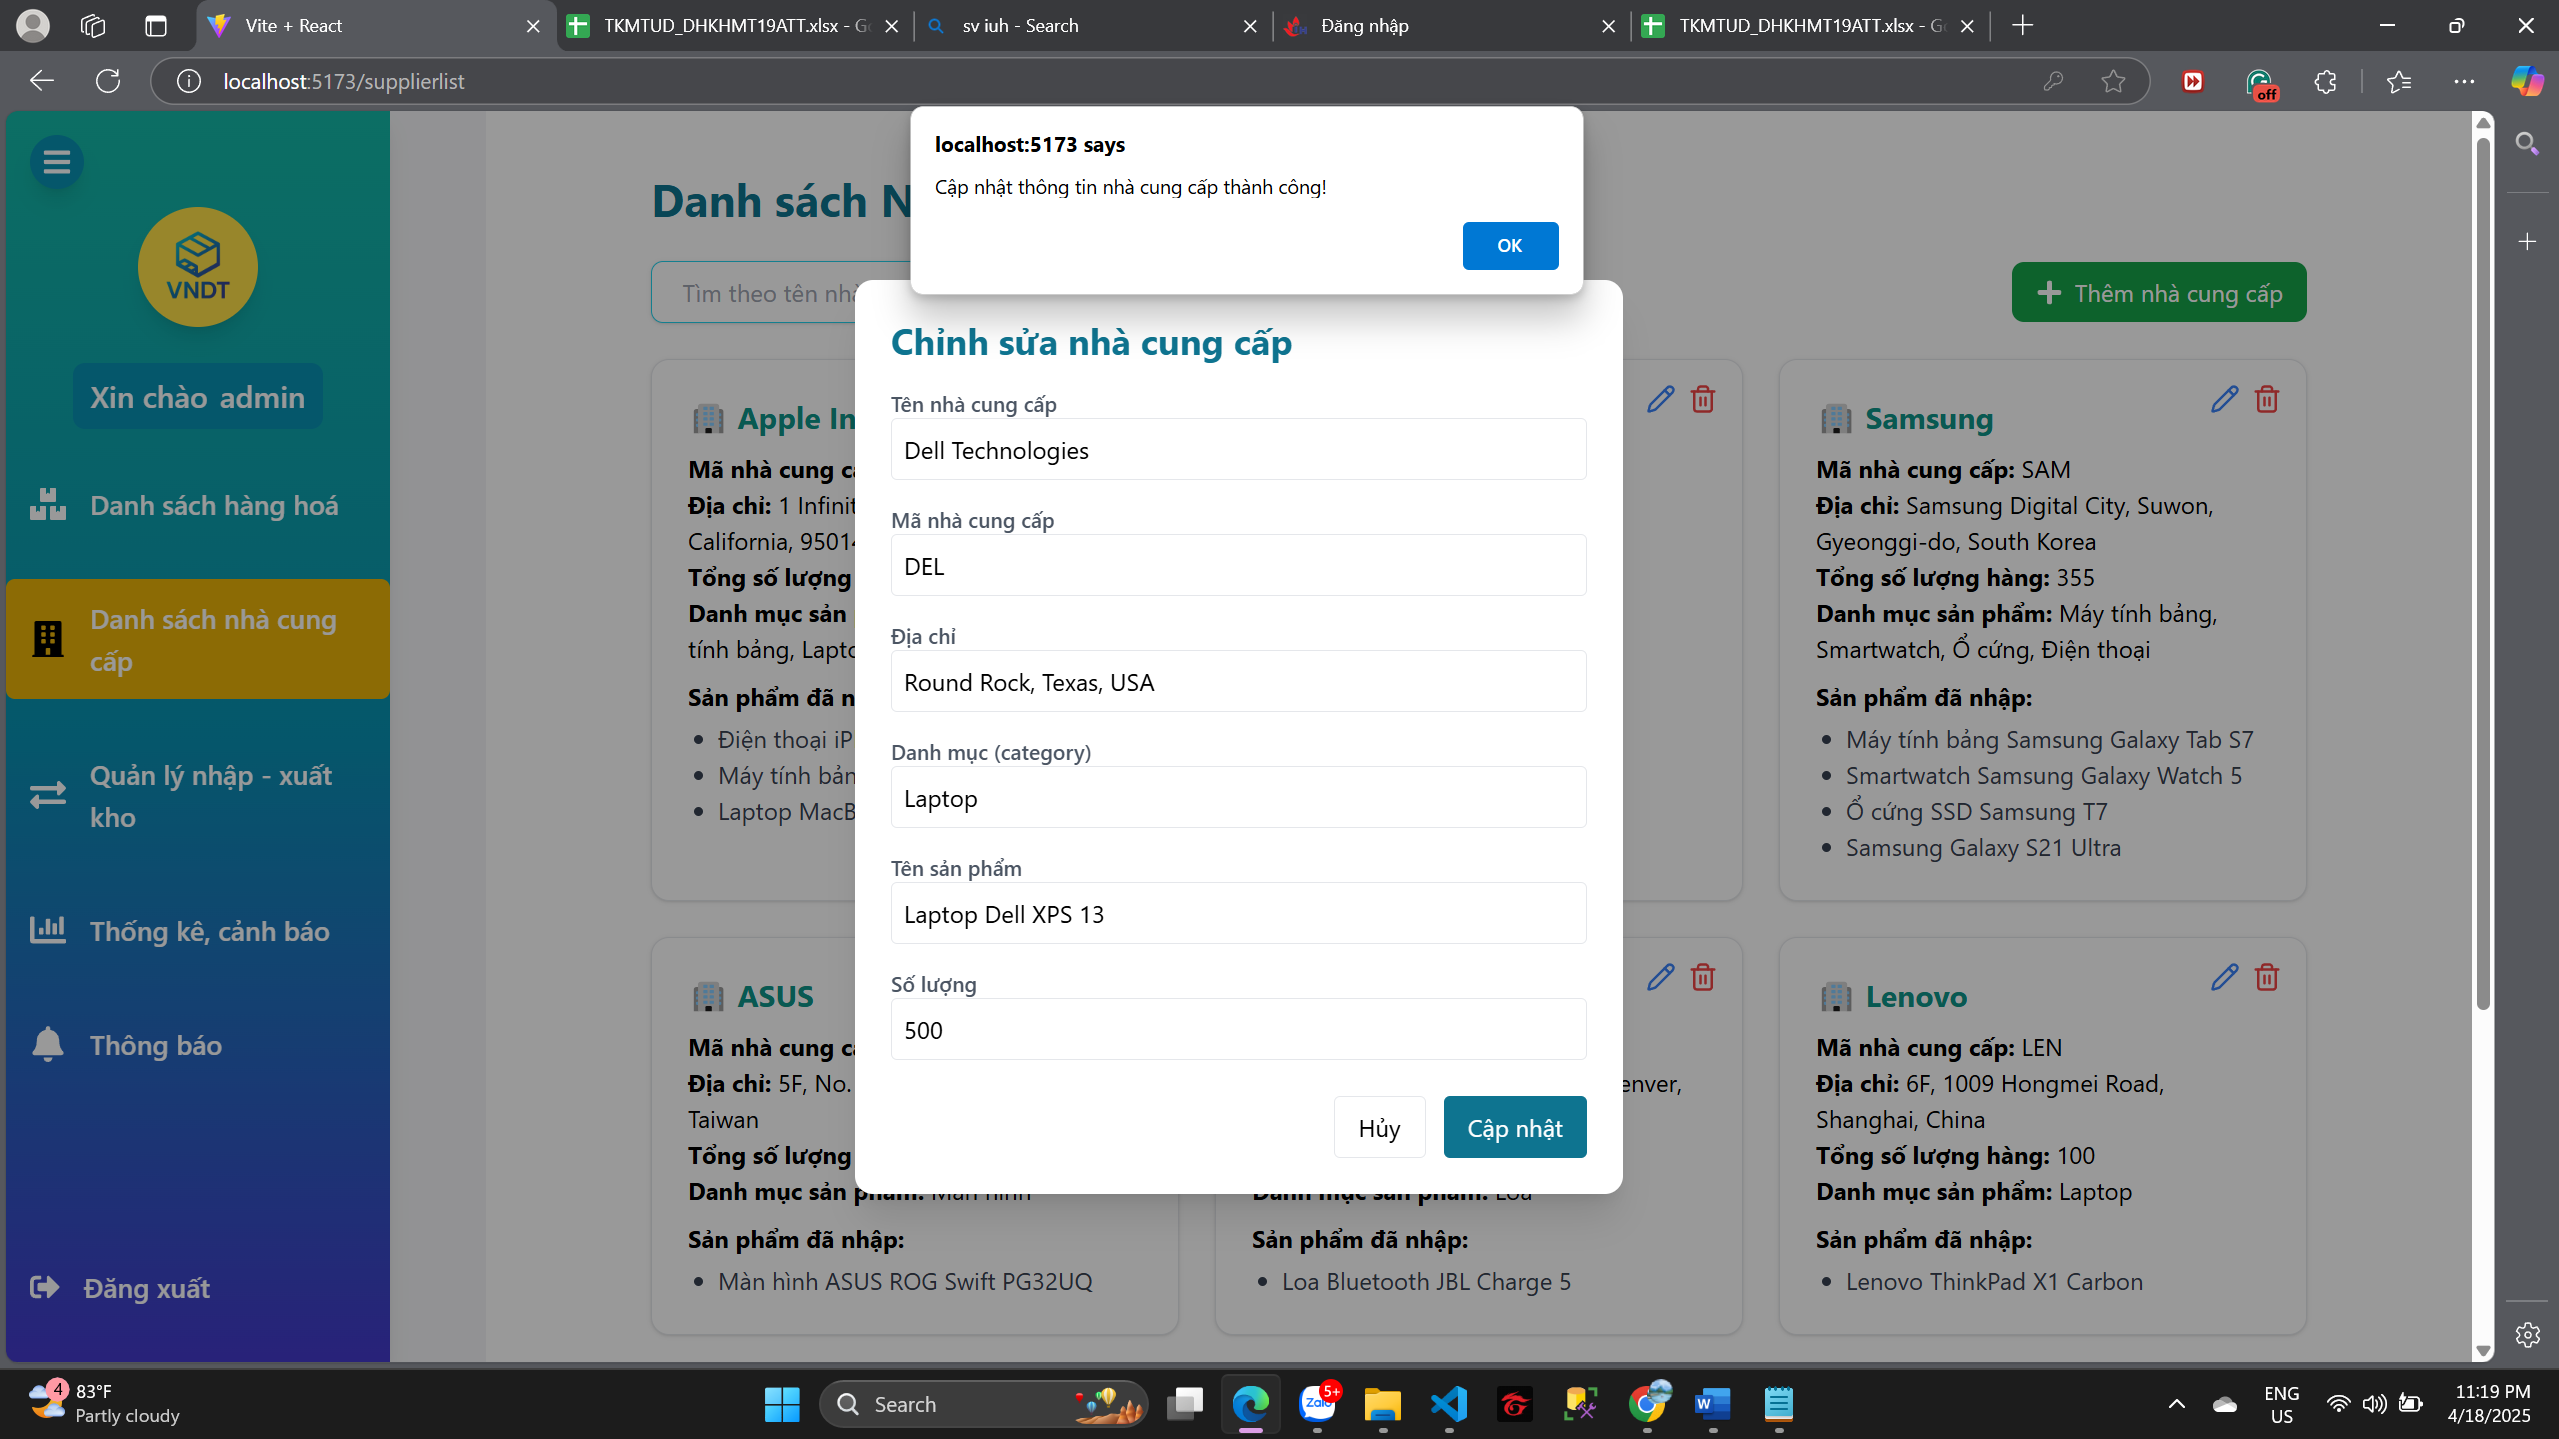 Vite + React
TKMTUD_DHKHMT19ATT.xlsx - G
sv iuh - Search
Đăng nhập
TKMTUD_DHKHMT19ATT.xlsx - G
localhost:5173/supplierlist
off
localhost:5173 says
Cập nhật thông tin nhà cung cấp thành công!
OK
VNDT
Xin chào admin
Danh sách hàng hoá
Danh sách nhà cung
cấp
Quản lý nhập - xuất
kho
Thống kê, cảnh báo
Thông báo
Đăng xuất
Danh sách N
Tìm theo tên nhà
Thêm nhà cung cấp
Chỉnh sửa nhà cung cấp
Tên nhà cung cấp
Dell Technologies
Mã nhà cung cấp
DEL
Địa chỉ
Round Rock, Texas, USA
Danh mục (category)
Laptop
Tên sản phẩm
Laptop Dell XPS 13
Số lượng
500
Hủy
Cập nhật
Apple In
Mã nhà cung c
Địa chỉ: 1 Infinit
California, 9501
Tổng số lượng
Danh mục sản
tính bảng, Lapto
Sản phẩm đã n
Điện thoại iP
Máy tính bản
Laptop MacB
Samsung
Mã nhà cung cấp: SAM
Địa chỉ: Samsung Digital City, Suwon,
Gyeonggi-do, South Korea
Tổng số lượng hàng: 355
Danh mục sản phẩm: Máy tính bảng,
Smartwatch, Ổ cứng, Điện thoại
Sản phẩm đã nhập:
Máy tính bảng Samsung Galaxy Tab S7
Smartwatch Samsung Galaxy Watch 5
Ổ cứng SSD Samsung T7
Samsung Galaxy S21 Ultra
ASUS
Mã nhà cung c
Địa chỉ: 5F, No.
Taiwan
Tổng số lượng
Danh mục sản phẩm: Màn hình
Sản phẩm đã nhập:
Màn hình ASUS ROG Swift PG32UQ
enver,
Danh mục sản phẩm: Loa
Sản phẩm đã nhập:
Loa Bluetooth JBL Charge 5
Lenovo
Mã nhà cung cấp: LEN
Địa chỉ: 6F, 1009 Hongmei Road,
Shanghai, China
Tổng số lượng hàng: 100
Danh mục sản phẩm: Laptop
Sản phẩm đã nhập:
Lenovo ThinkPad X1 Carbon
4
83°F
Partly cloudy
Search
Zalo
5+
ENG
US
11:19 PM
4/18/2025